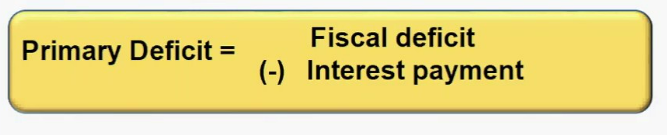 Fiscal deficit
Primary Deficit =
(-) Interest payment